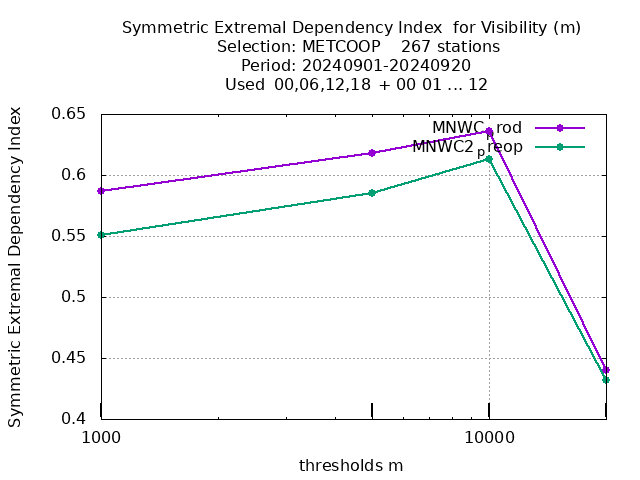 Symmetric Extremal Dependency Index  for Visibility (m)
Selection: METCOOP    267 stations
Period: 20240901-20240920
Used  00,06,12,18 + 00 01 ... 12
Symmetric Extremal Dependency Index
0.65
0.6
0.55
0.5
0.45
0.4
MNWC_prod
MNWC2_preop
1000
10000
thresholds m